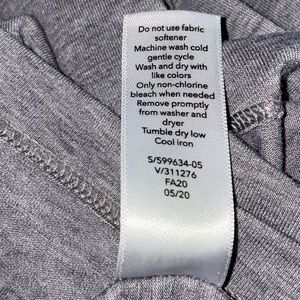 Do not use fabric
softener
Machine wash cold
gentle cycle
Wash and dry with
like colors
Only non-chlorine
bleach when needed
Remove promptly
from washer and
dryer
Tumble dry low
Cool iron
S/599634-05
V/311276
FA20
05/20